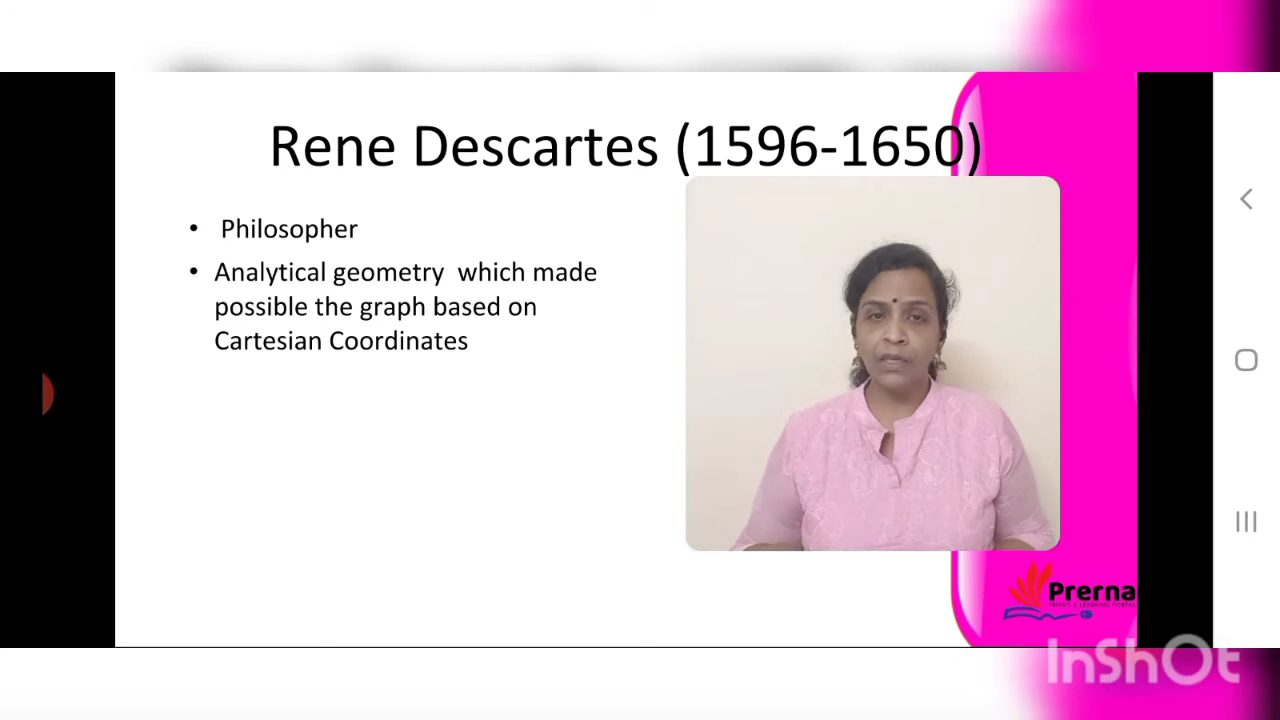 Rene Descartes (1596-1650)
• Philosopher
• Analytical geometry which made
possible the graph based on
Cartesian Coordinates
Prerna
InShOt